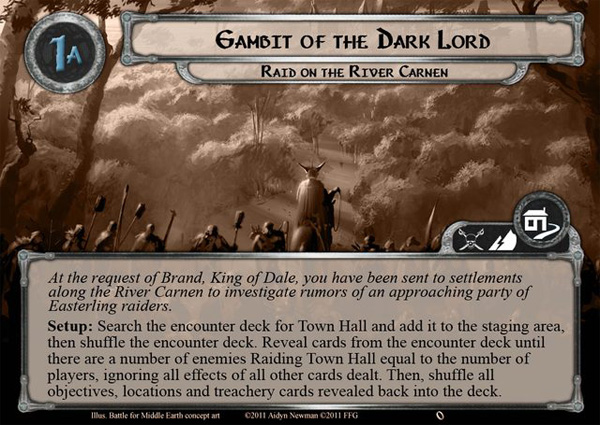 1A
Gambit of the Dark Lord
Raid on the River Carnen
At the request of Brand, King of Dale, you have been sent to settlements
along the River Carnen to investigate rumors of an approaching party of
Easterling raiders.
Setup: Search the encounter deck for Town Hall and add it to the staging area,
then shuffle the encounter deck. Reveal cards from the encounter deck until
there are a number of enemies Raiding Town Hall equal to the number of
players, ignoring all effects of all other cards dealt. Then, shuffle all
objectives, locations and treachery cards revealed back into the deck.
Illus. Battle for Middle Earth concept art ©2011 Aidyn Newman ©2011 FFG 0